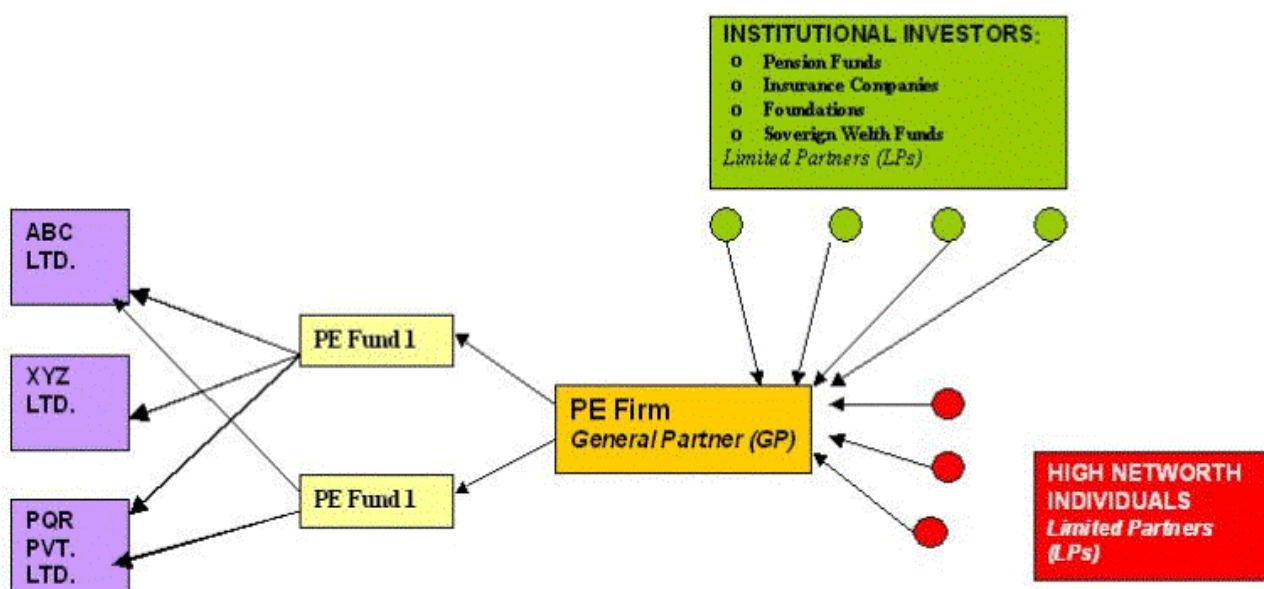 INSTITUTIONAL INVESTORS:
o Pension Funds
o Insurance Companies
o Foundations
o Soverign Welth Funds
Limited Partners (LPs)
ABC
LTD.
XYZ
LTD.
PQR
PVT.
LTD.
PE Fund 1
PE Fund 1
PE Firm
General Partner (GP)
HIGH NETWORTH
INDIVIDUALS
Limited Partners
(LPs)